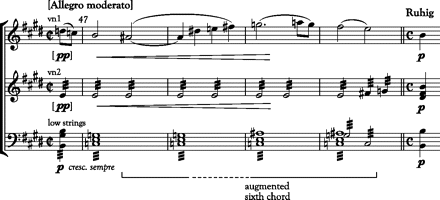 [Allegro moderato]
Ruhig
vn1
47
[pp]
p
vn2
[pp]
p
low strings
p cresc. sempre
p
augmented
sixth chord